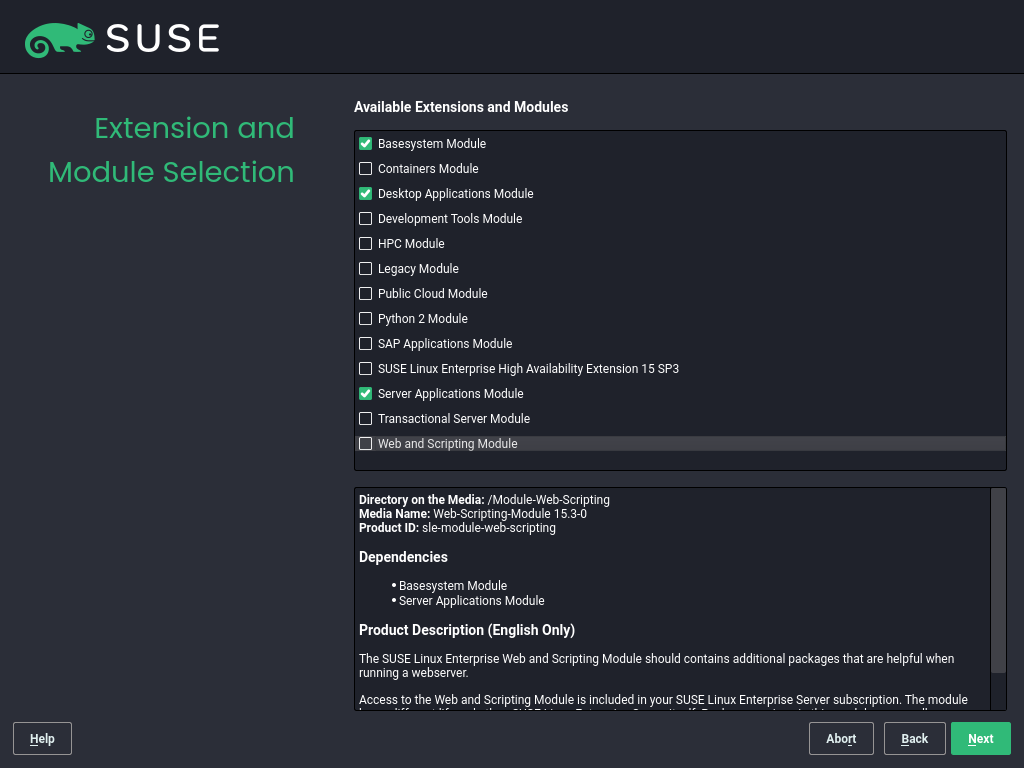 SUSE
Extension and
Module Selection
Available Extensions and Modules
Basesystem Module
Containers Module
Desktop Applications Module
Development Tools Module
HPC Module
Legacy Module
Public Cloud Module
Python 2 Module
SAP Applications Module
SUSE Linux Enterprise High Availability Extension 15 SP3
Server Applications Module
Transactional Server Module
Web and Scripting Module
Directory on the Media: /Module-Web-Scripting
Media Name: Web-Scripting-Module 15.3-0
Product ID: sle-module-web-scripting
Dependencies
• Basesystem Module
• Server Applications Module
Product Description (English Only)
The SUSE Linux Enterprise Web and Scripting Module should contains additional packages that are helpful when
running a webserver.
Access to the Web and Scripting Module is included in your SUSE Linux Enterprise Server subscription. The module
Help
Abort
Back
Next